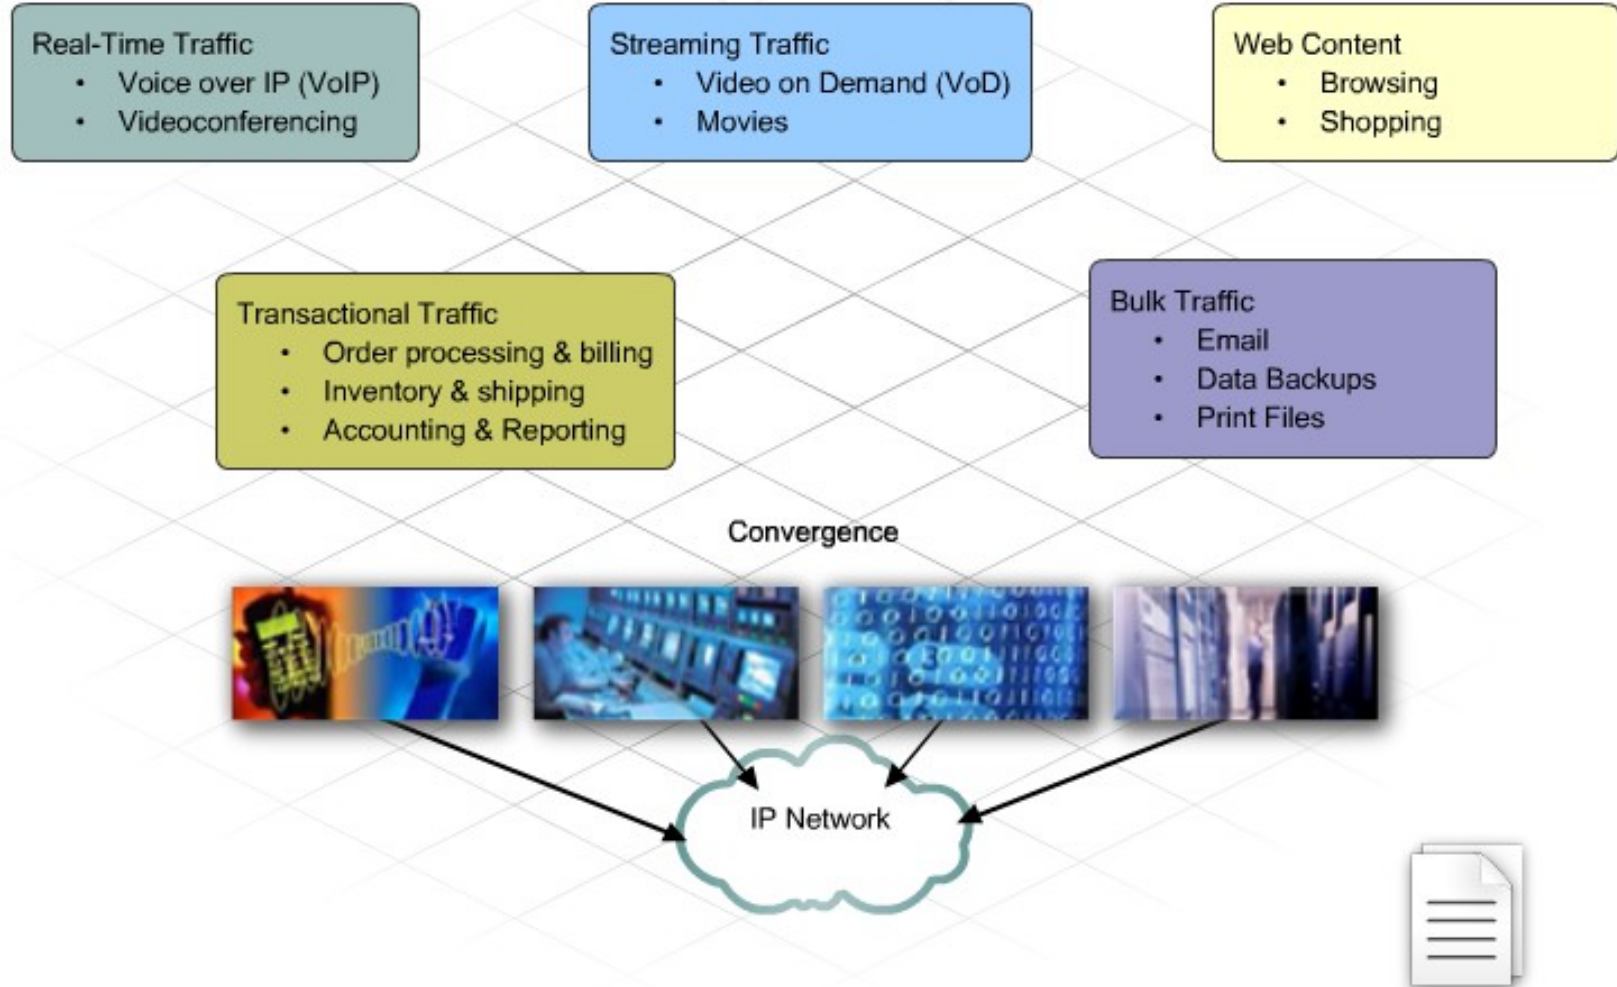 Real-Time Traffic
• Voice over IP (VoIP)
• Videoconferencing
Streaming Traffic
• Video on Demand (VoD)
• Movies
Web Content
• Browsing
• Shopping
Transactional Traffic
• Order processing & billing
• Inventory & shipping
• Accounting & Reporting
Bulk Traffic
• Email
• Data Backups
• Print Files
Convergence
IP Network